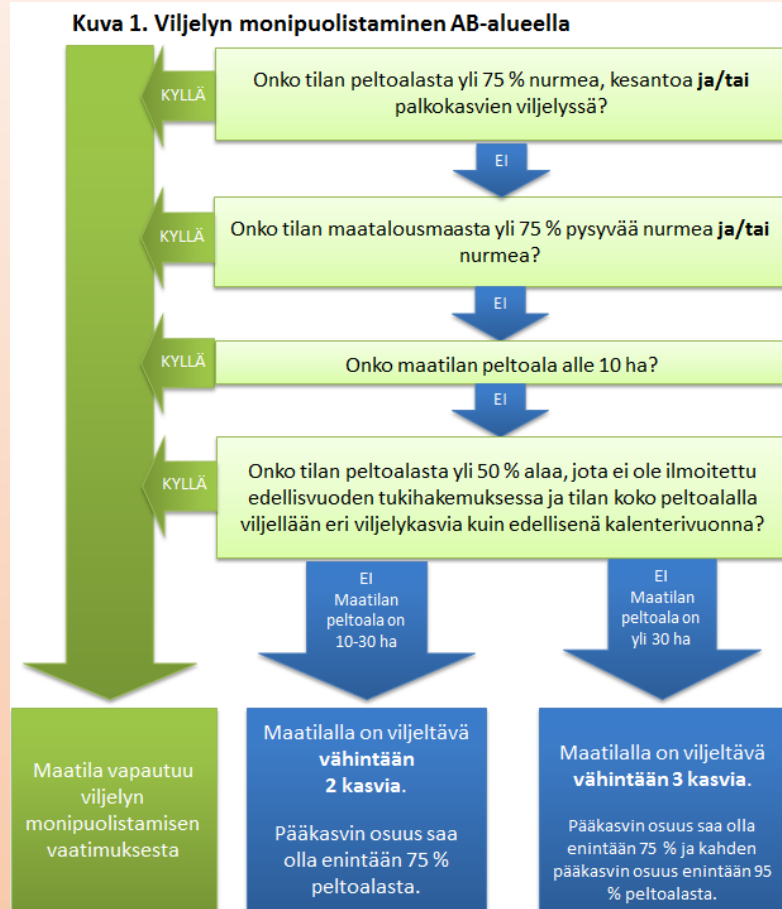 Kuva 1. Viljelyn monipuolistaminen AB-alueella
Onko tilan peltoalasta yli 75 % nurmea, kesantoa ja/tai
palkokasvien viljelyssä?
KYLLÄ
EI
Onko tilan maatalousmaasta yli 75 % pysyvää nurmea ja/tai
nurmea?
KYLLÄ
EI
Onko maatilan peltoala alle 10 ha?
KYLLÄ
EI
Onko tilan peltoalasta yli 50 % alaa, jota ei ole ilmoitettu
edellisvuoden tukihakemuksessa ja tilan koko peltoalalla
viljellään eri viljelykasvia kuin edellisenä kalenterivuonna?
KYLLÄ
EI
Maatilan
peltoala on
10-30 ha
EI
Maatilan
peltoala on
yli 30 ha
Maatila vapautuu
viljelyn
monipuolistamisen
vaatimuksesta
Maatilalla on viljeltävä
vähintään
2 kasvia.
Pääkasvin osuus saa
olla enintään 75 %
peltoalasta.
Maatilalla on viljeltävä
vähintään 3 kasvia.
Pääkasvin osuus saa olla
enintään 75 % ja kahden
pääkasvin osuus enintään 95
% peltoalasta.